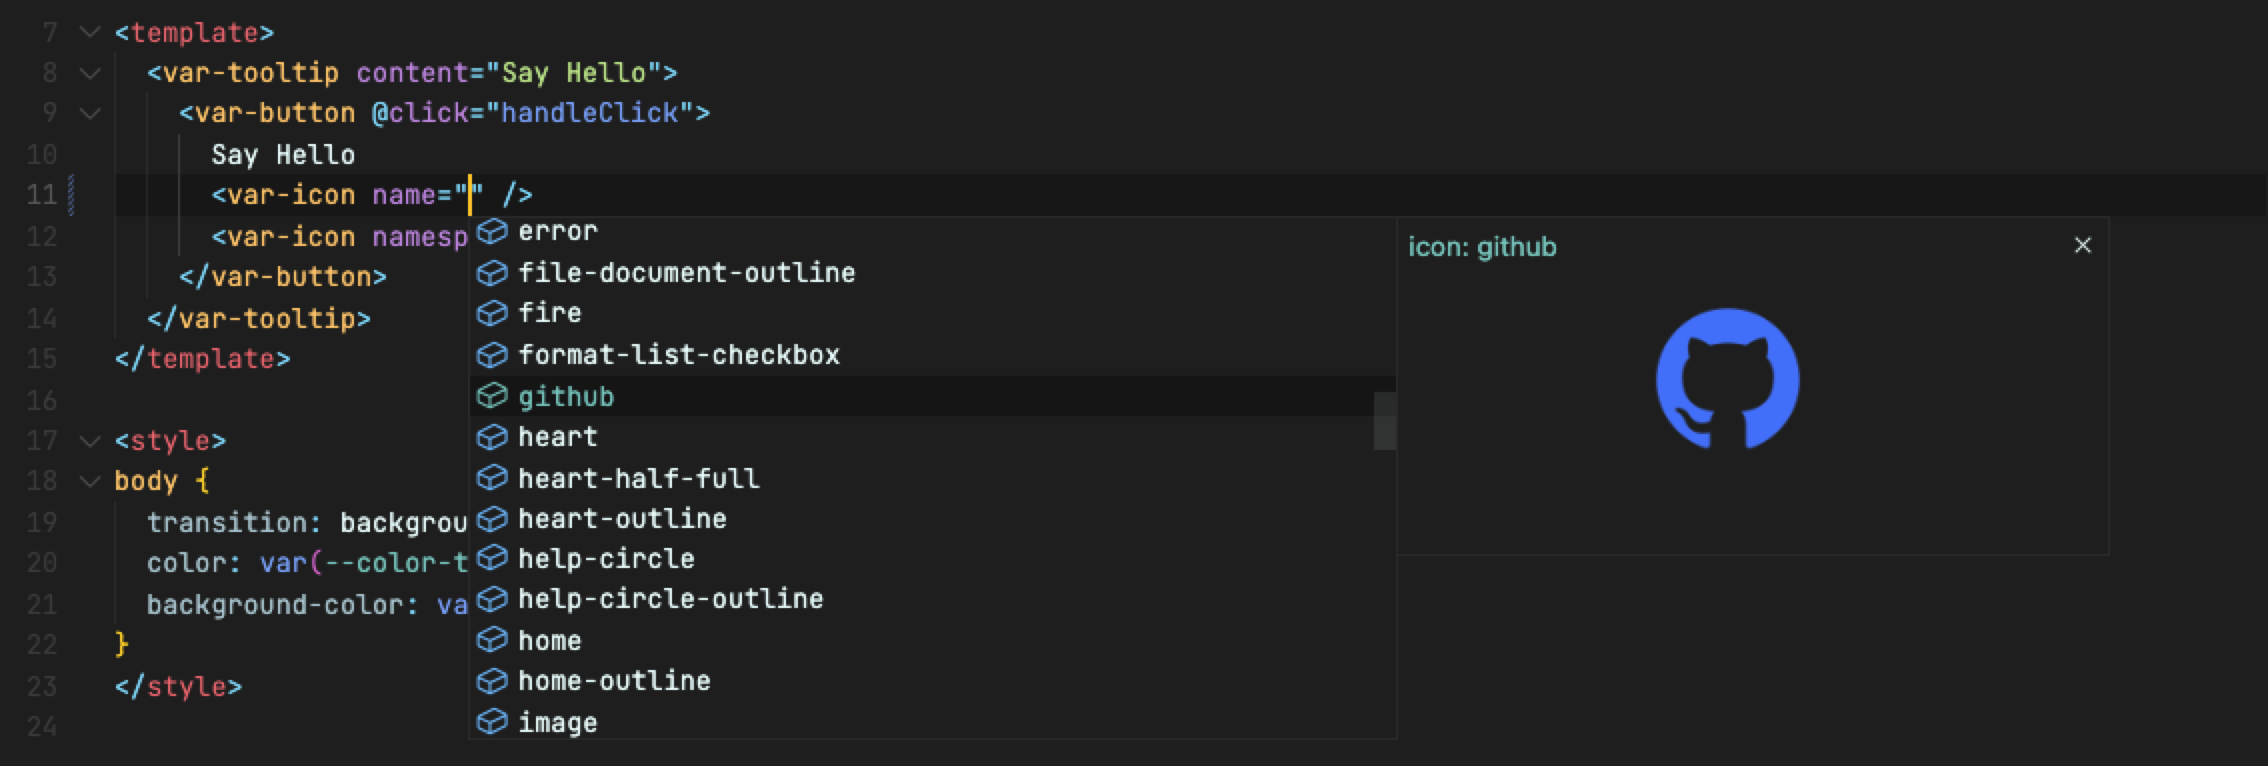 7 <template>
8 <var-tooltip content="Say Hello">
9 <var-button @click="handleClick">
10 Say Hello
11 <var-icon name="" />
12 <var-icon namesp
13 </var-button>
14 </var-tooltip>
15 </template>
16
17 <style>
18 body {
19 transition: backgrou
20 color: var(--color-t
21 background-color: va
22 }
23 </style>
24
error
file-document-outline
fire
format-list-checkbox
github
heart
heart-half-full
heart-outline
help-circle
help-circle-outline
home
home-outline
image
icon: github